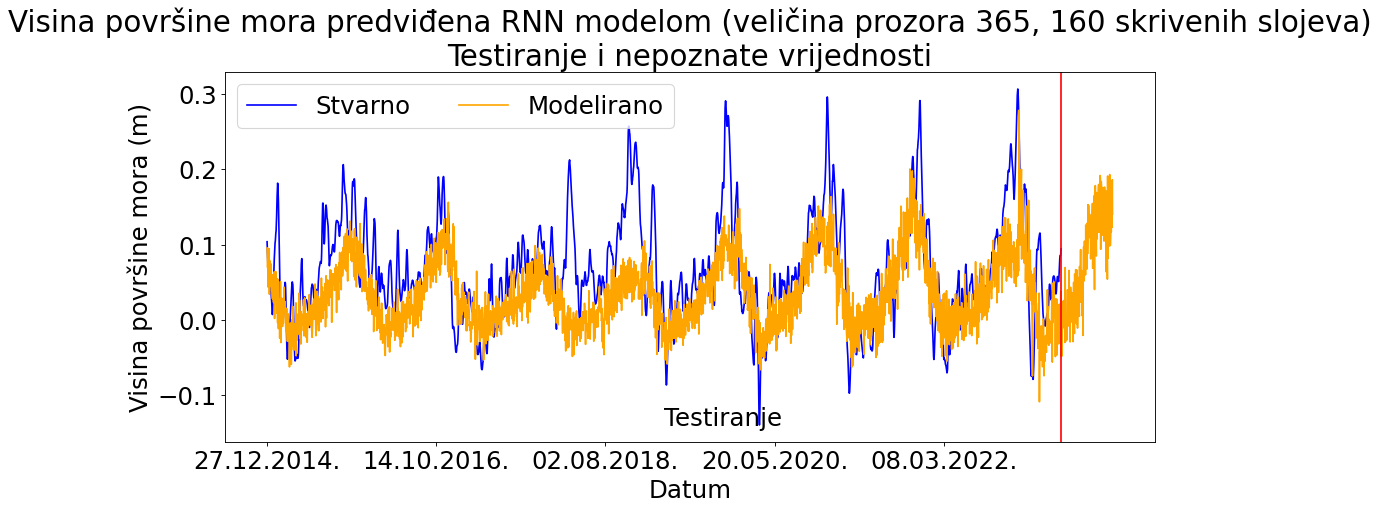 Visina površine mora predviđena RNN modelom (veličina prozora 365, 160 skrivenih slojeva)
Testiranje i nepoznate vrijednosti
Stvarno
Modelirano
Visina površine mora (m)
0.3
0.2
0.1
0.0
−0.1
Testiranje
27.12.2014.
14.10.2016.
02.08.2018.
20.05.2020.
08.03.2022.
Datum